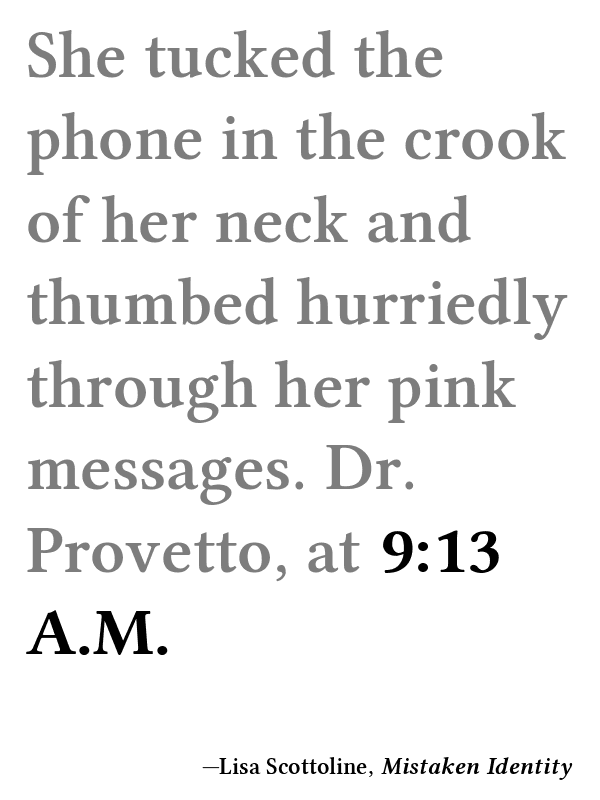 She tucked the
phone in the crook
of her neck and
thumbed hurriedly
through her pink
messages. Dr.
Provetto, at 9:13
A.M.
—Lisa Scottoline, Mistaken Identity